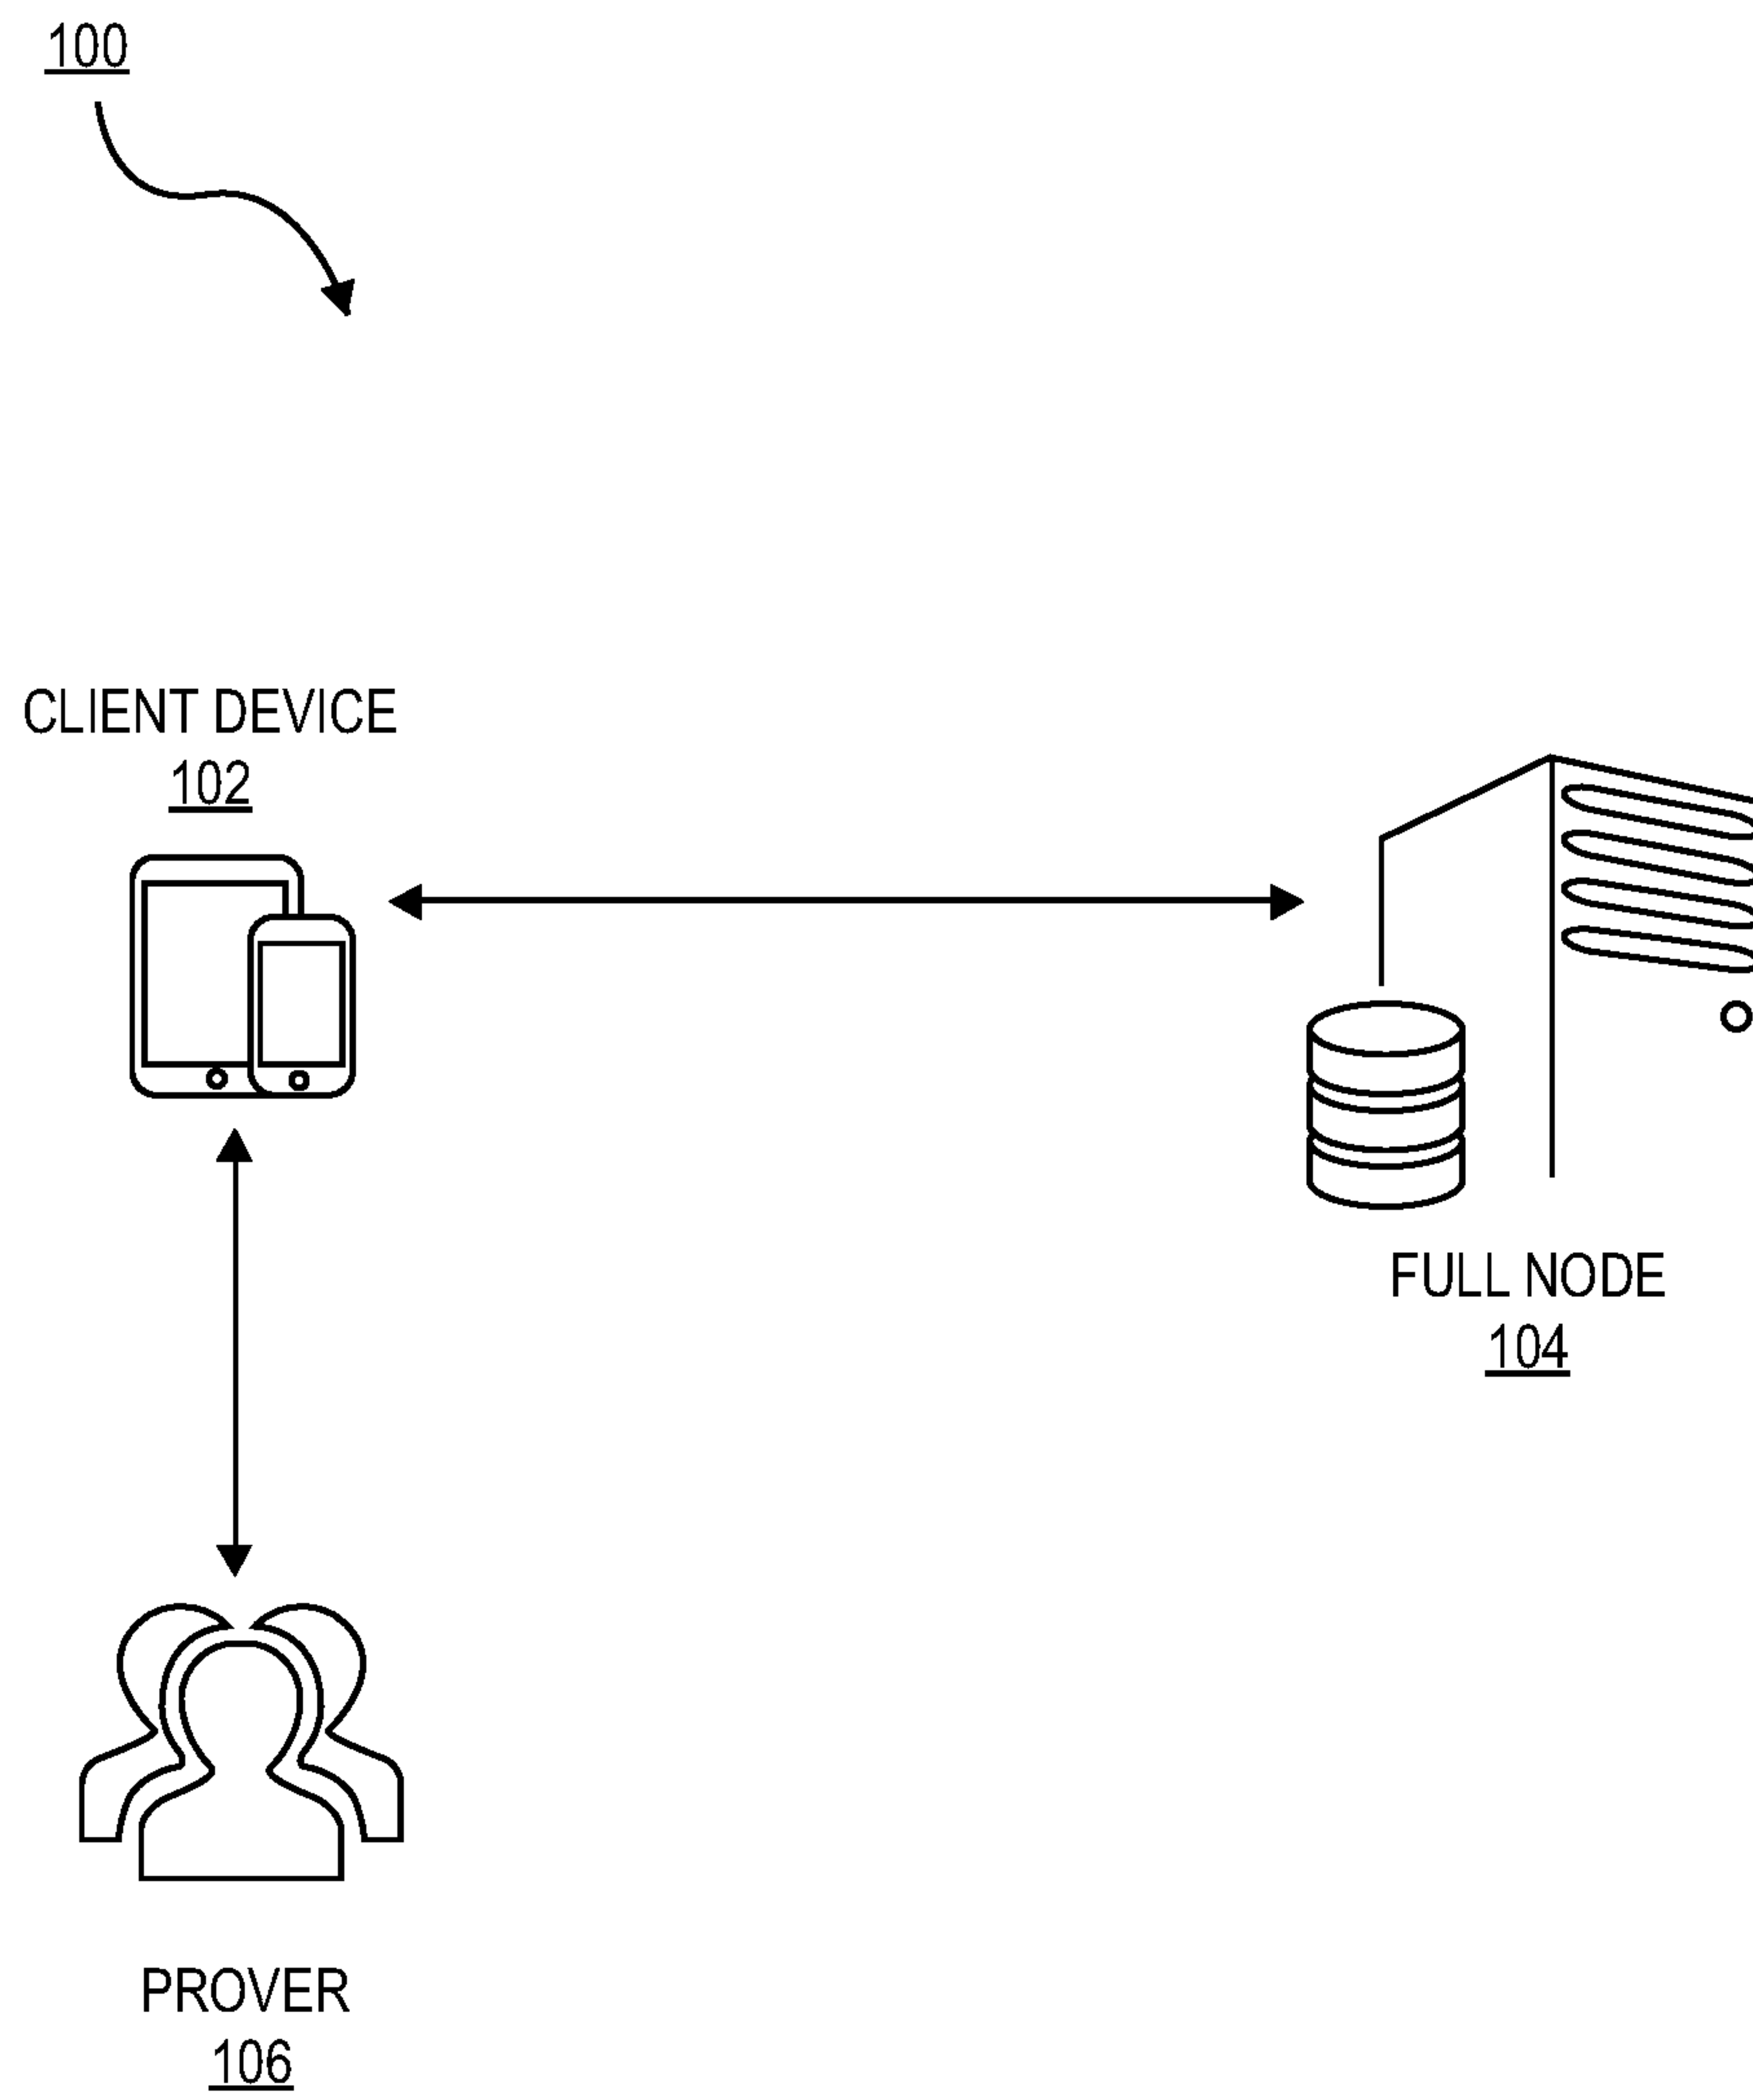 100
CLIENT DEVICE
102
FULL NODE
104
PROVER
106